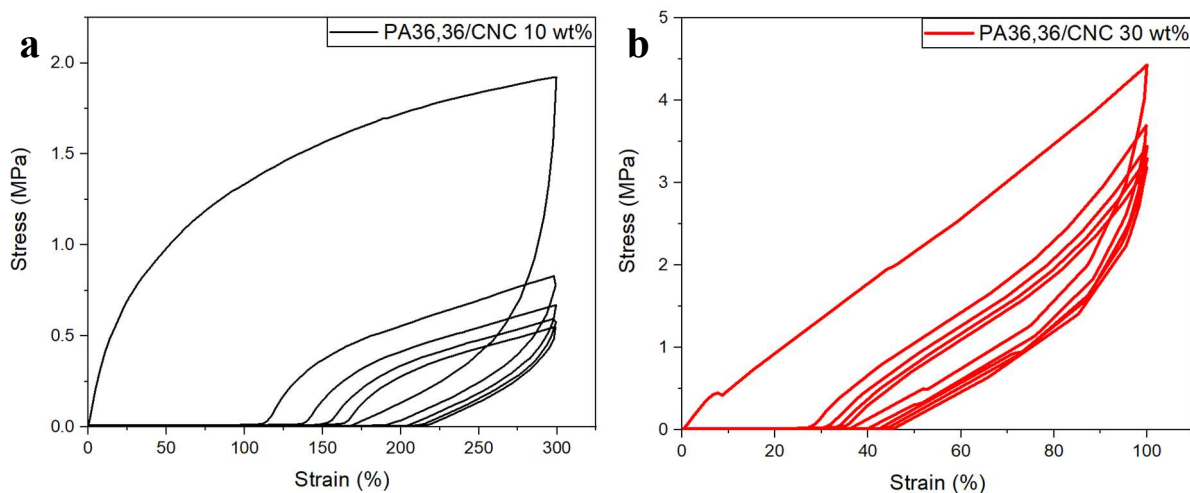 a
PA36,36/CNC 10 wt%
2.0
1.5
1.0
0.5
0.0
Stress (MPa)
0 50 100 150 200 250 300
Strain (%)
b
PA36,36/CNC 30 wt%
5
4
3
2
1
0
Stress (MPa)
0 20 40 60 80 100
Strain (%)